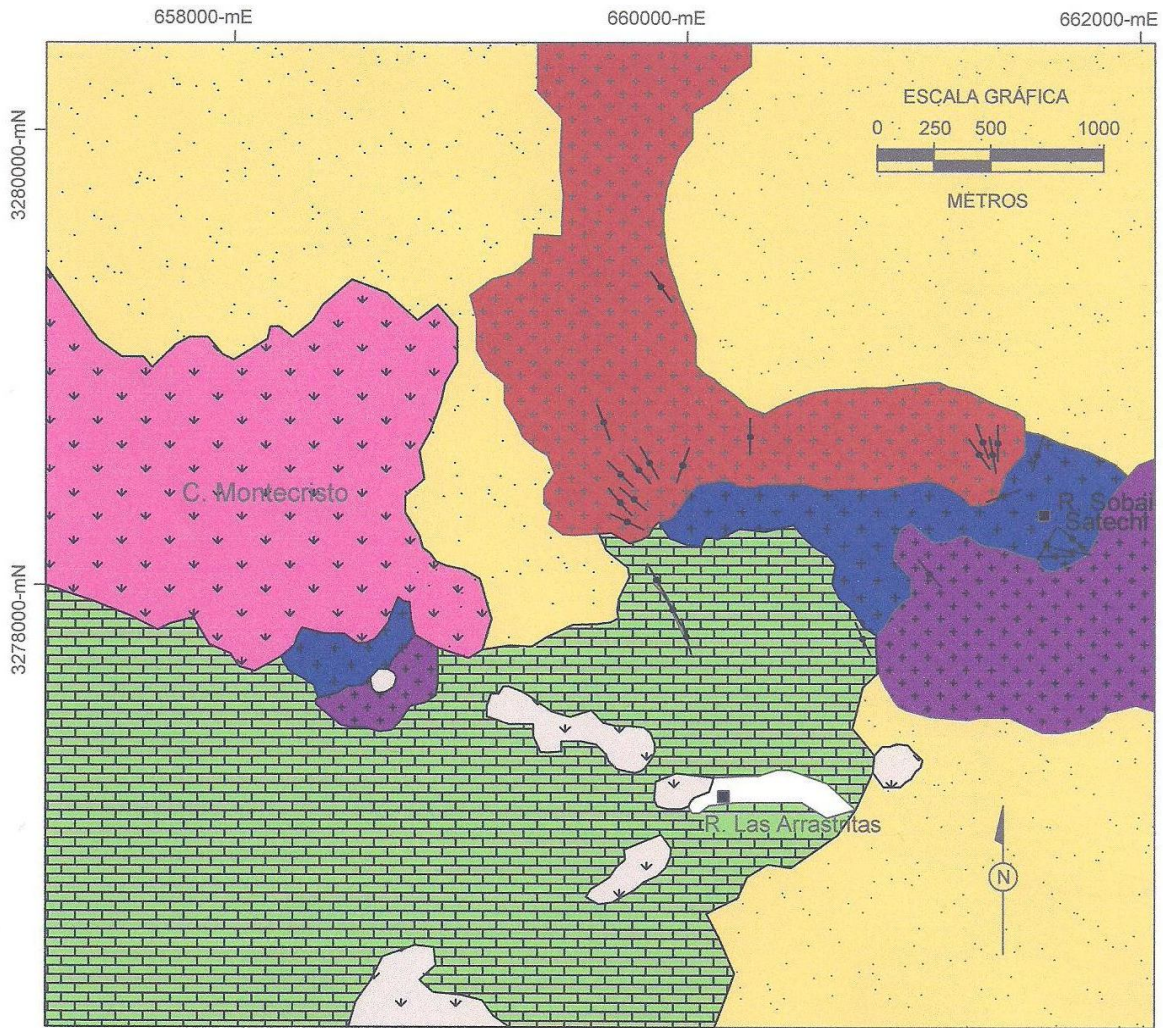 658000-mE
660000-mE
662000-mE
3280000-mN
3278000-mN
ESCALA GRÁFICA
0 250 500 1000
METROS
C. Montecristo
R. Sobai
Satechi
R. Las Arrastritas
N